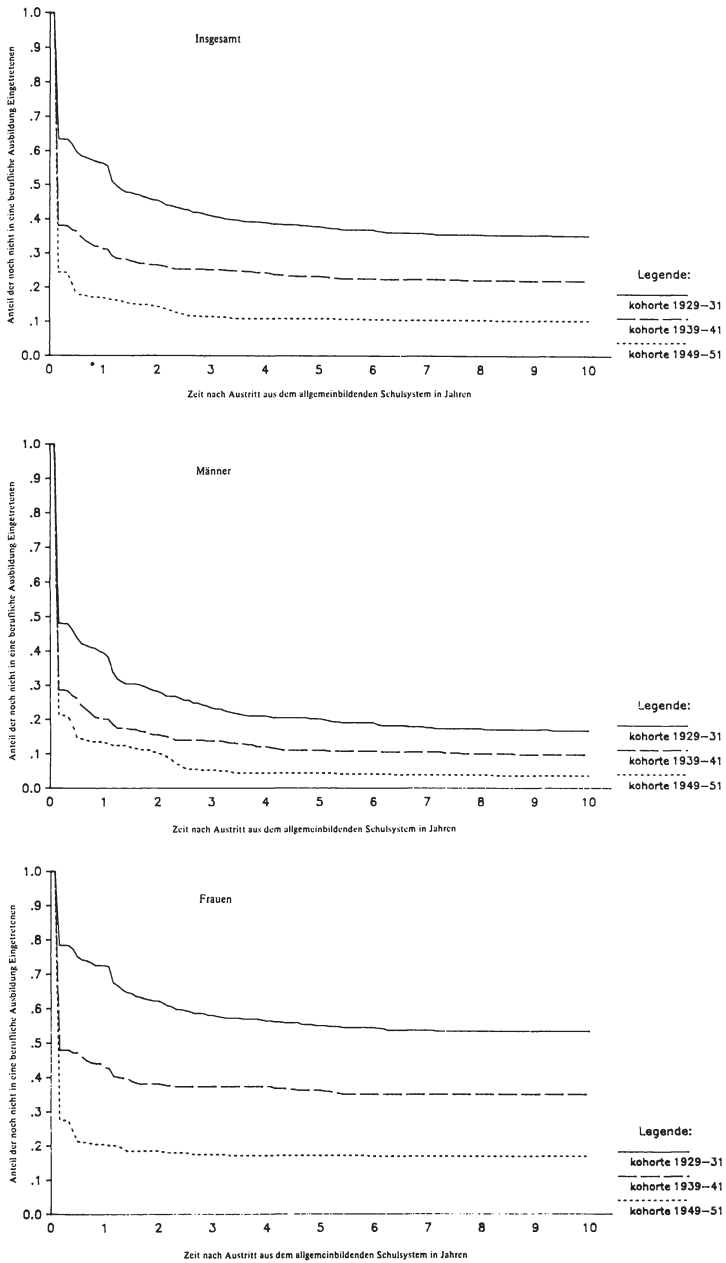 Insgesamt
Anteil der noch nicht in eine berufliche Ausbildung Eingetretenen
1.0
.9
.8
.7
.6
.5
.4
.3
.2
.1
0.0
0 1 2 3 4 5 6 7 8 9 10
Zeit nach Austritt aus dem allgemeinbildenden Schulsystem in Jahren
Legende:
kohorte 1929–31
kohorte 1939–41
kohorte 1949–51
Männer
Anteil der noch nicht in eine berufliche Ausbildung Eingetretenen
1.0
.9
.8
.7
.6
.5
.4
.3
.2
.1
0.0
0 1 2 3 4 5 6 7 8 9 10
Zeit nach Austritt aus dem allgemeinbildenden Schulsystem in Jahren
Legende:
kohorte 1929–31
kohorte 1939–41
kohorte 1949–51
Frauen
Anteil der noch nicht in eine berufliche Ausbildung Eingetretenen
1.0
.9
.8
.7
.6
.5
.4
.3
.2
.1
0.0
0 1 2 3 4 5 6 7 8 9 10
Zeit nach Austritt aus dem allgemeinbildenden Schulsystem in Jahren
Legende:
kohorte 1929–31
kohorte 1939–41
kohorte 1949–51